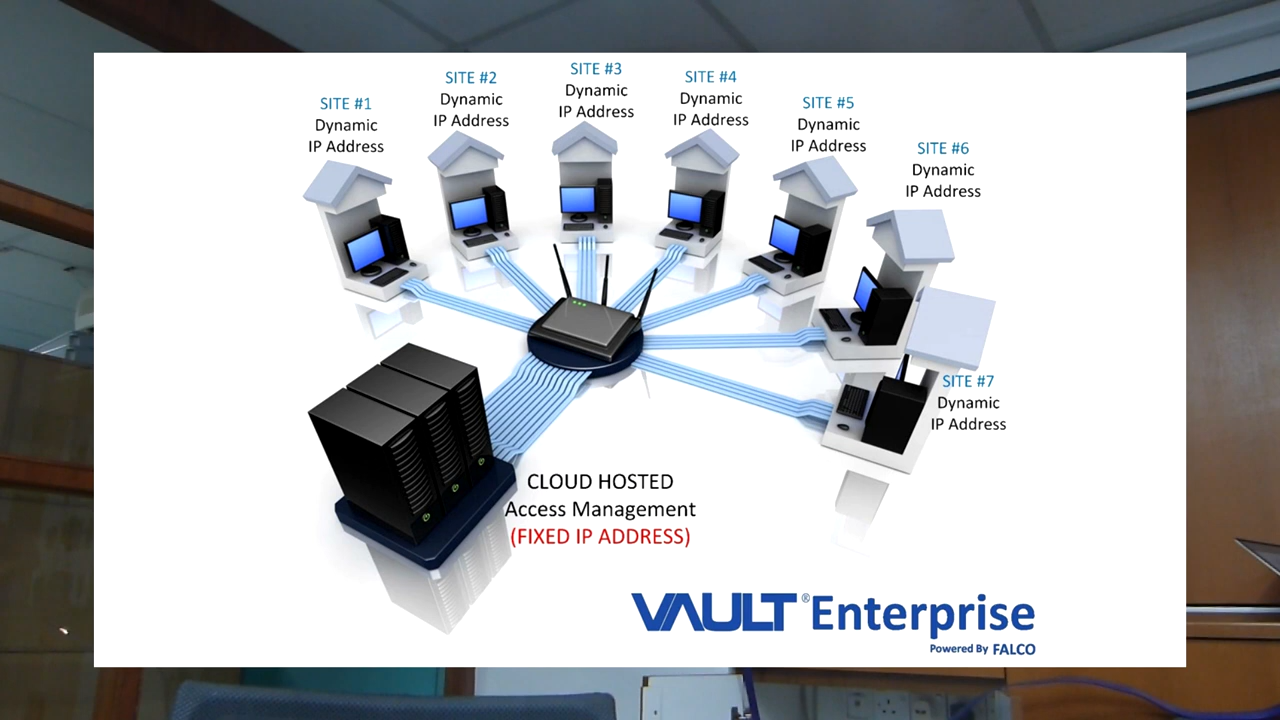 SITE #1
Dynamic
IP Address
SITE #2
Dynamic
IP Address
SITE #3
Dynamic
IP Address
SITE #4
Dynamic
IP Address
SITE #5
Dynamic
IP Address
SITE #6
Dynamic
IP Address
SITE #7
Dynamic
IP Address
CLOUD HOSTED
Access Management
(FIXED IP ADDRESS)
VAULT® Enterprise
Powered By FALCO